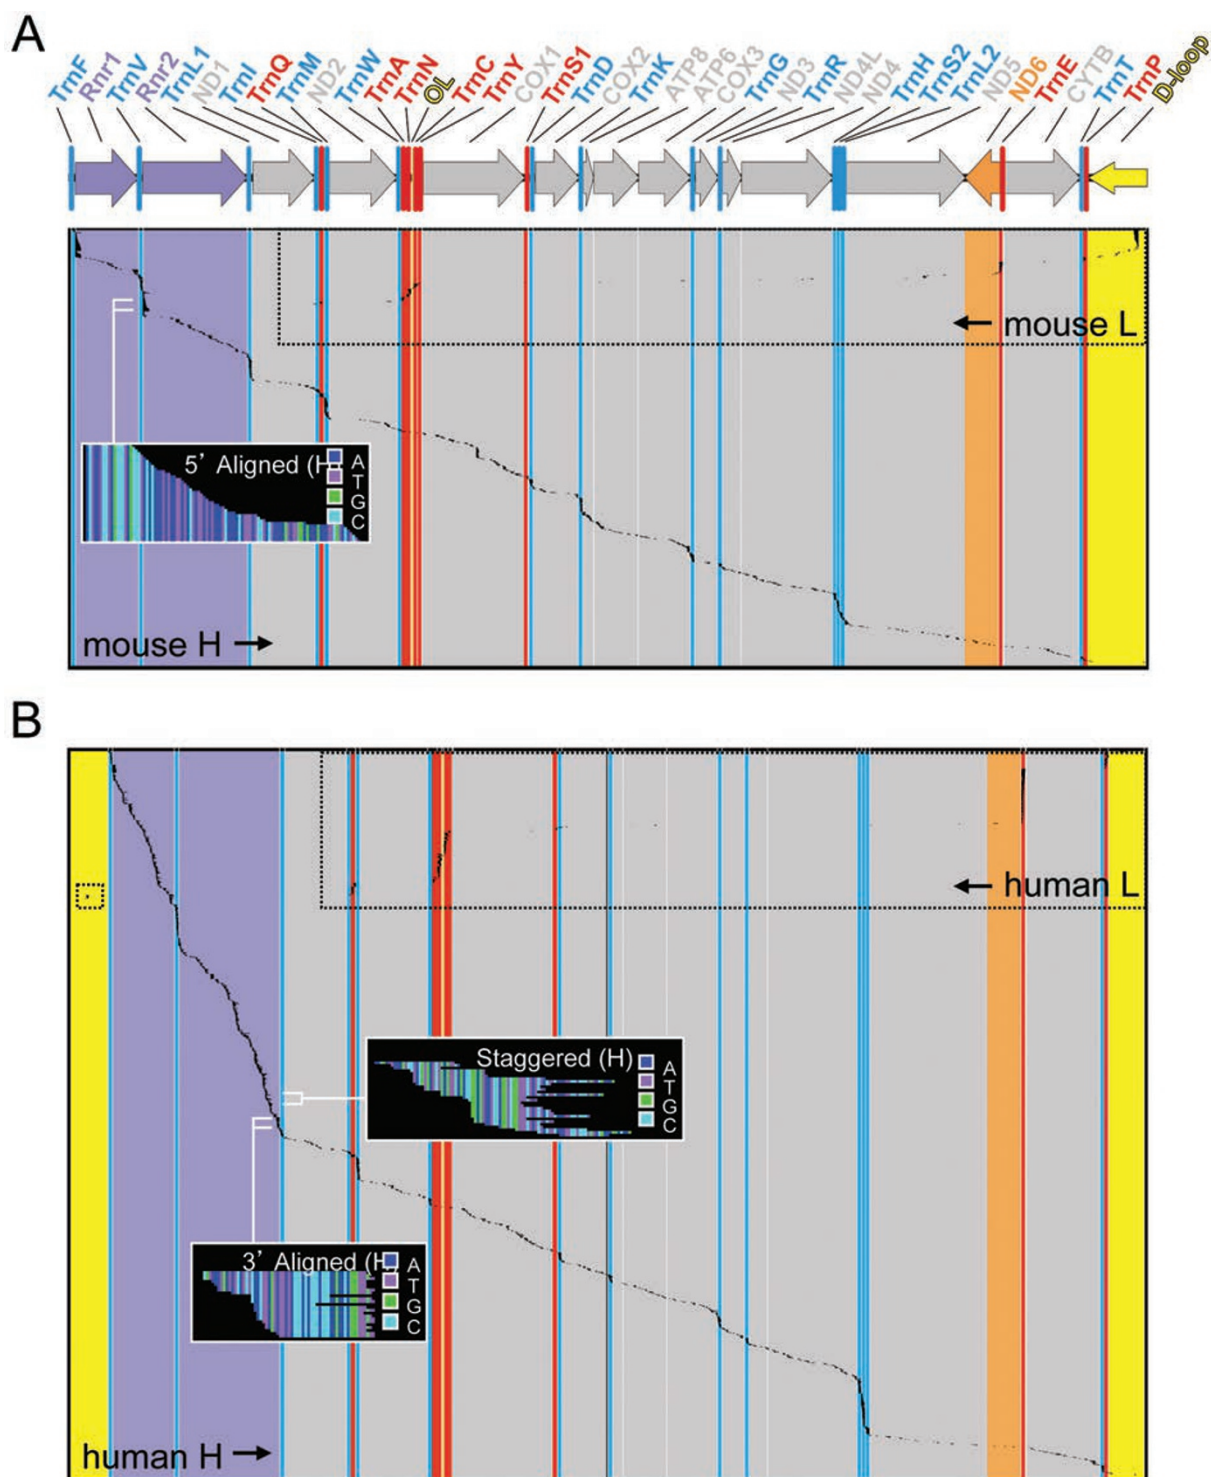 A
TrnF Rnr1 TrnV Rnr2 TrnL1 ND1 TrnI TrnQ TrnM ND2 TrnW TrnA TrnN OL TrnC TrnY COX1 TrnS1 TrnD COX2 TrnK ATP8 ATP6 COX3 TrnG ND3 TrnR ND4L ND4 TrnH TrnS2 TrnL2 ND5 ND6 TrnE CYTB TrnT TrnP D-loop
← mouse L
5' Aligned (H)
A
T
G
C
mouse H →
B
← human L
Staggered (H)
A
T
G
C
3' Aligned (H)
A
T
G
C
human H →